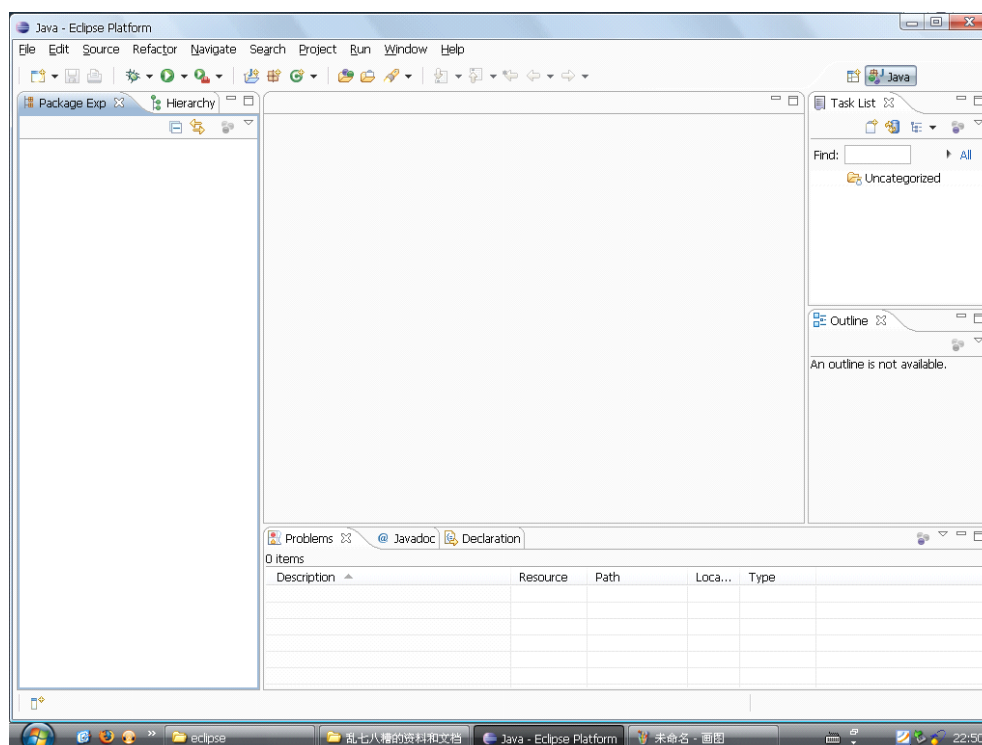 Java - Eclipse Platform
File Edit Source Refactor Navigate Search Project Run Window Help
Java
Package Exp Hierarchy
Task List
Find: All
Uncategorized
Outline
An outline is not available.
Problems @ Javadoc Declaration
0 items
Description Resource Path Loca... Type
eclipse 乱七八糟的资料和文档 Java - Eclipse Platform 未命名 - 画图 22:50